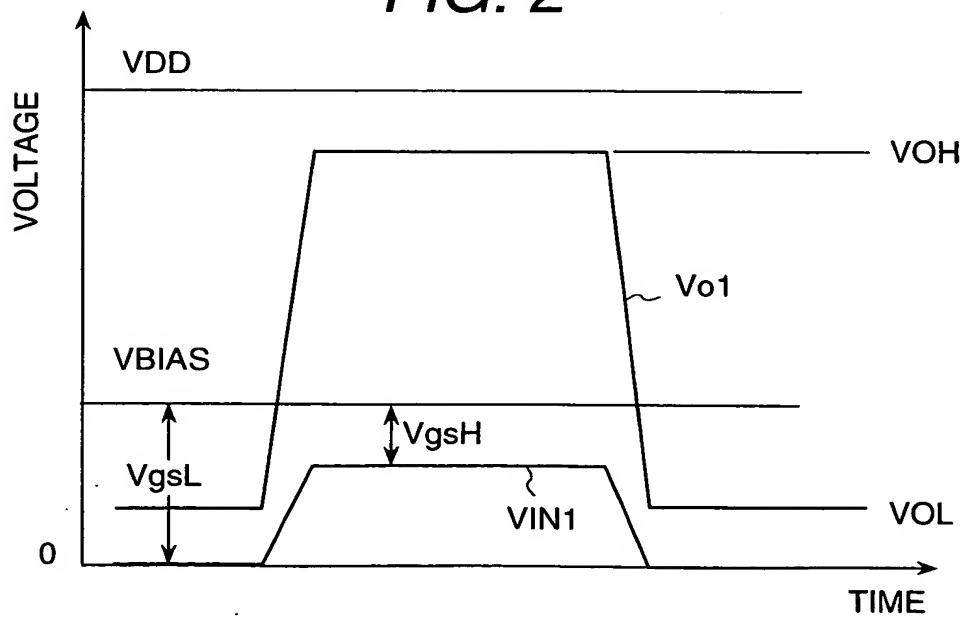 FIG. 2
VDD
VOLTAGE
VOH
Vo1
VBIAS
VgsH
VgsL
VIN1
VOL
0
TIME